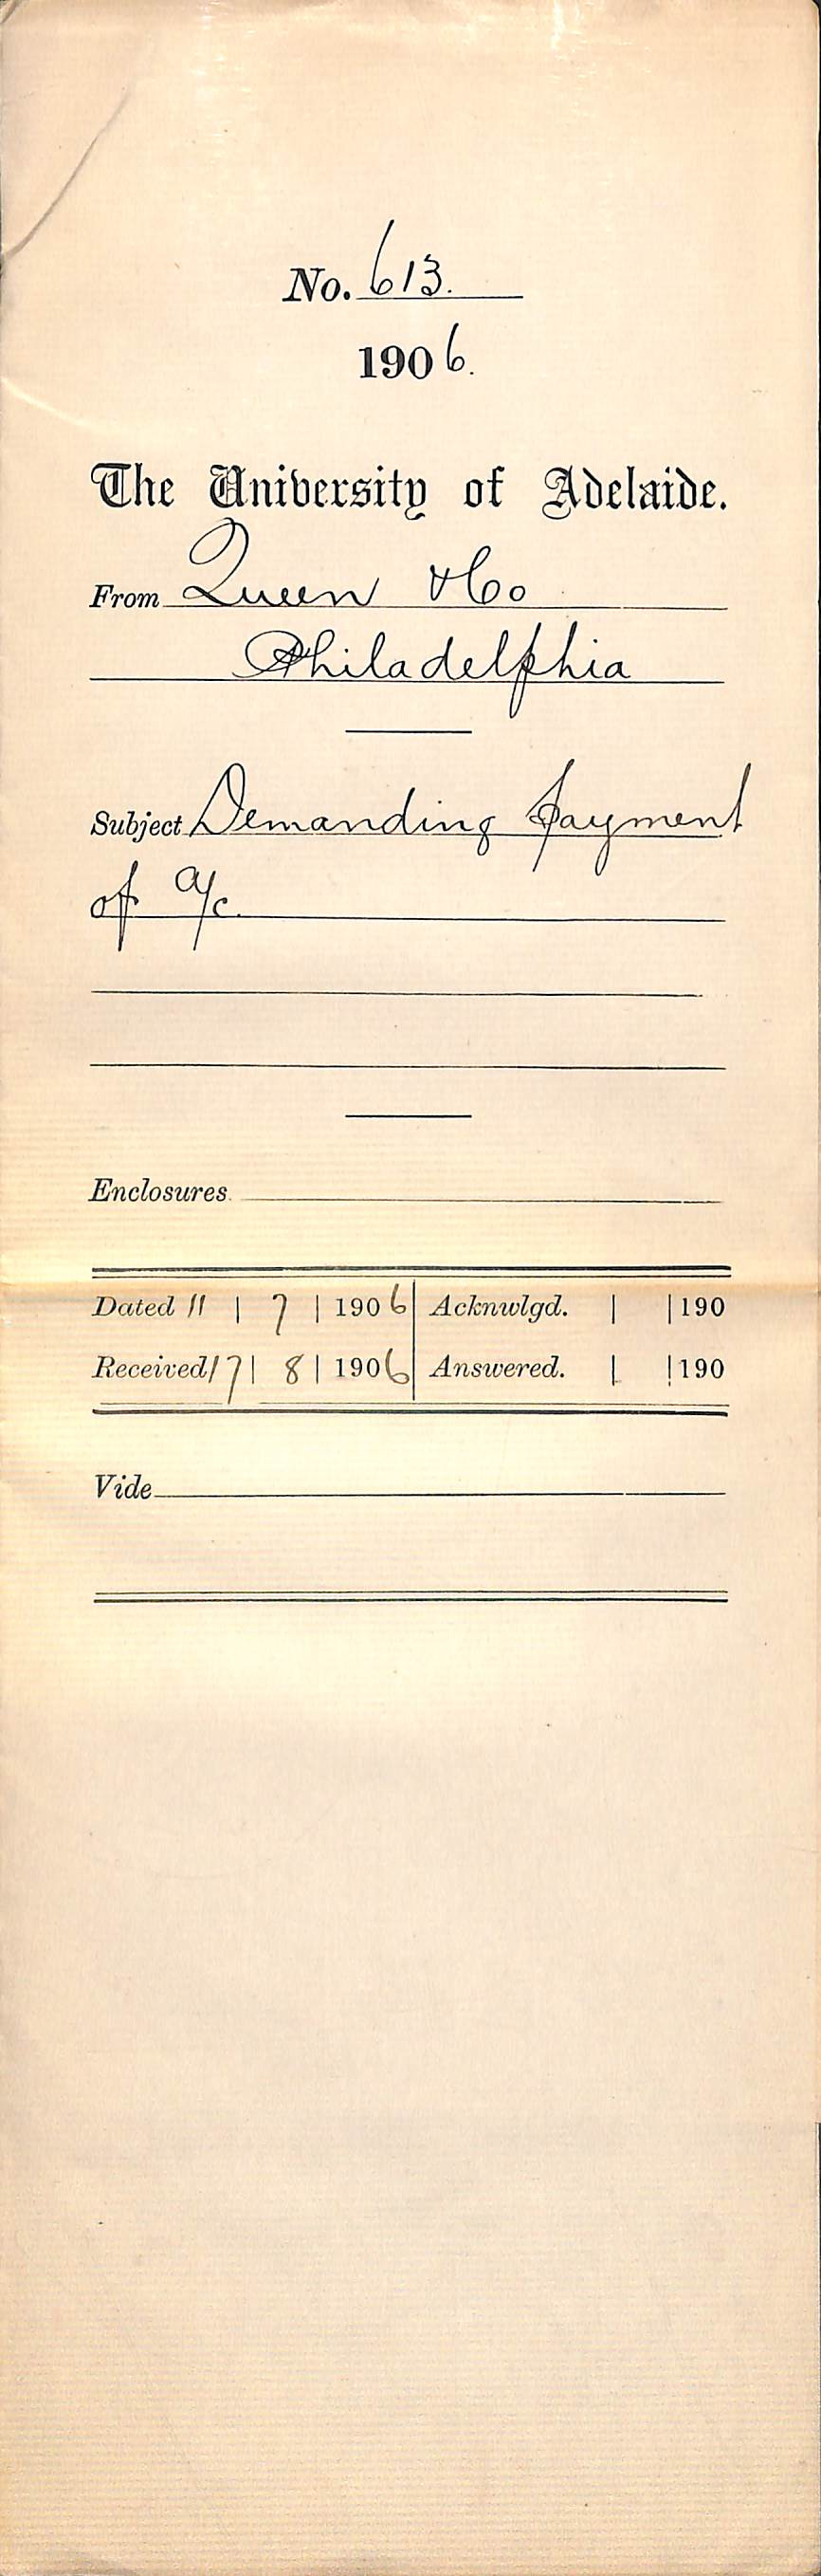 No. 613.
1906.
The University of Adelaide.
From Queen & Co
Philadelphia
Subject Demanding payment
of a/c.
Enclosures
Dated 11 | 7 | 1906 Acknwlgd. | | 190
Received 17 | 8 | 1906 Answered. | | 190
Vide